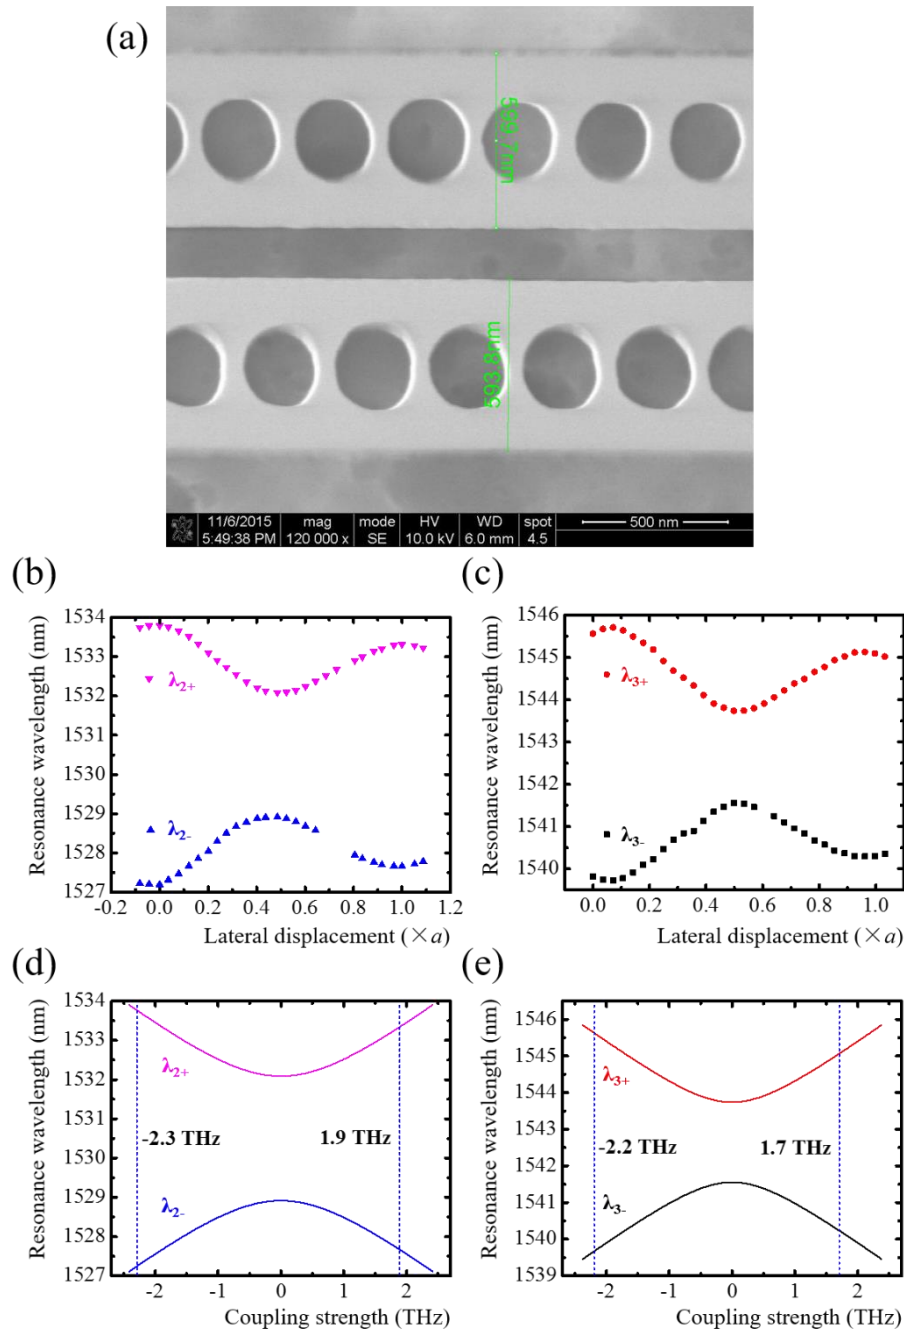 (a)
589.7nm
593.8nm
11/6/2015 mag mode HV WD spot
5:49:38 PM 120 000 x SE 10.0 kV 6.0 mm 4.5 500 nm
(b)
Resonance wavelength (nm)
1534
1533
1532
1531
1530
1529
1528
1527
λ2+
λ2-
-0.2 0.0 0.2 0.4 0.6 0.8 1.0 1.2
Lateral displacement (×a)
(c)
Resonance wavelength (nm)
1546
1545
1544
1543
1542
1541
1540
λ3+
λ3-
0.0 0.2 0.4 0.6 0.8 1.0
Lateral displacement (×a)
(d)
Resonance wavelength (nm)
1534
1533
1532
1531
1530
1529
1528
1527
λ2+
-2.3 THz 1.9 THz
λ2-
-2 -1 0 1 2
Coupling strength (THz)
(e)
Resonance wavelength (nm)
1546
1545
1544
1543
1542
1541
1540
1539
λ3+
-2.2 THz 1.7 THz
λ3-
-2 -1 0 1 2
Coupling strength (THz)